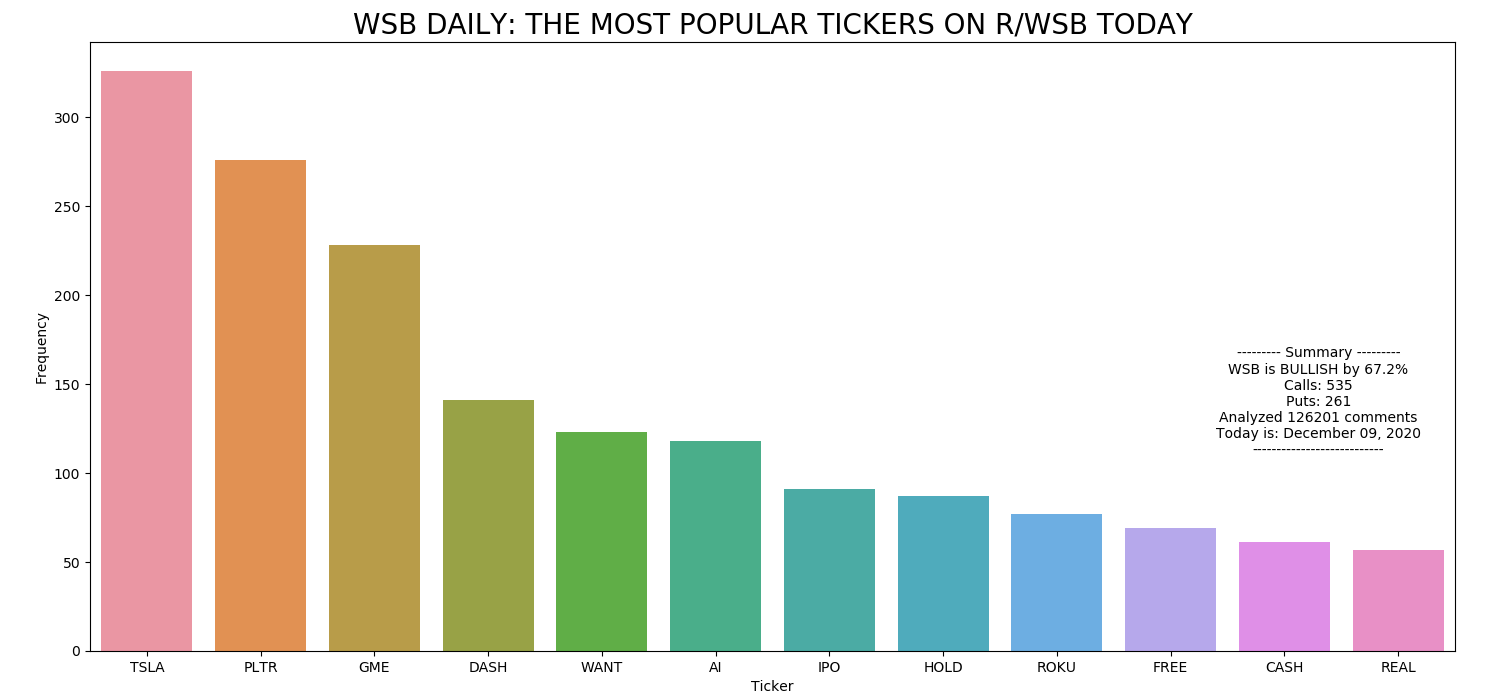 WSB DAILY: THE MOST POPULAR TICKERS ON R/WSB TODAY
300
250
200
150
100
50
0
Frequency
--------- Summary ---------
WSB is BULLISH by 67.2%
Calls: 535
Puts: 261
Analyzed 126201 comments
Today is: December 09, 2020
---------------------------
TSLA PLTR GME DASH WANT AI IPO HOLD ROKU FREE CASH REAL
Ticker